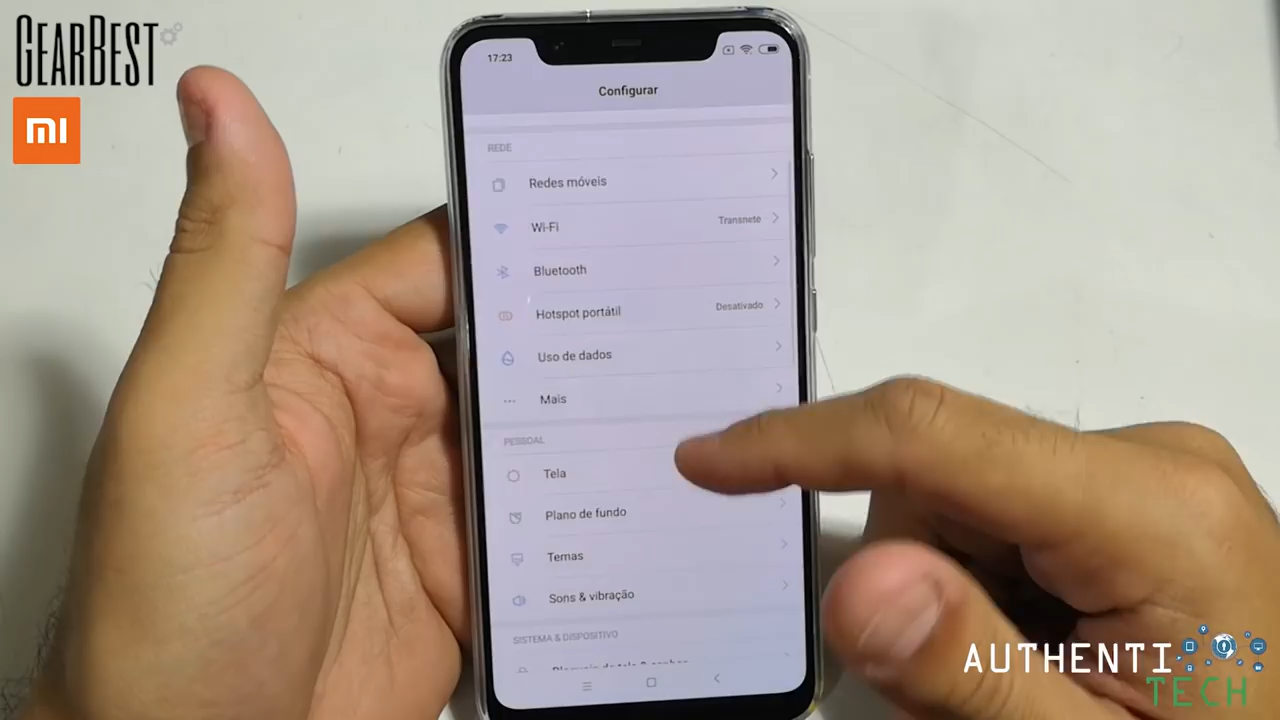 GEARBEST
mi
17:23
Configurar
REDE
Redes móveis
Wi-Fi
Transnete
Bluetooth
Hotspot portátil
Desativado
Uso de dados
Mais
PESSOAL
Tela
Plano de fundo
Temas
Sons & vibração
SISTEMA & DISPOSITIVO
AUTHENTI
TECH